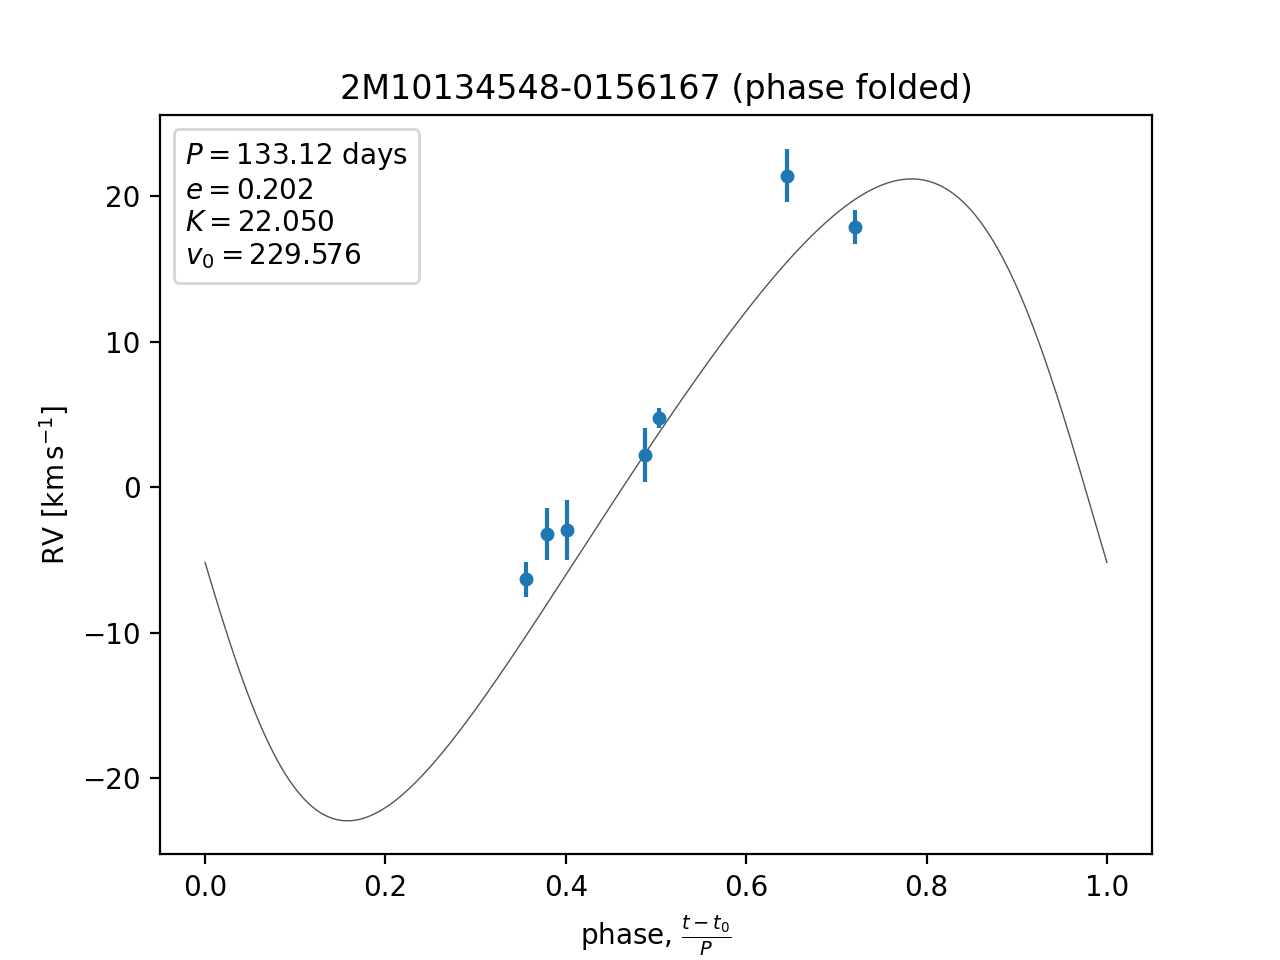 2M10134548-0156167 (phase folded)
P = 133.12 days
e = 0.202
K = 22.050
v₀ = 229.576
20
10
0
−10
−20
RV [km s⁻¹]
0.0 0.2 0.4 0.6 0.8 1.0
phase, (t − t₀)/P